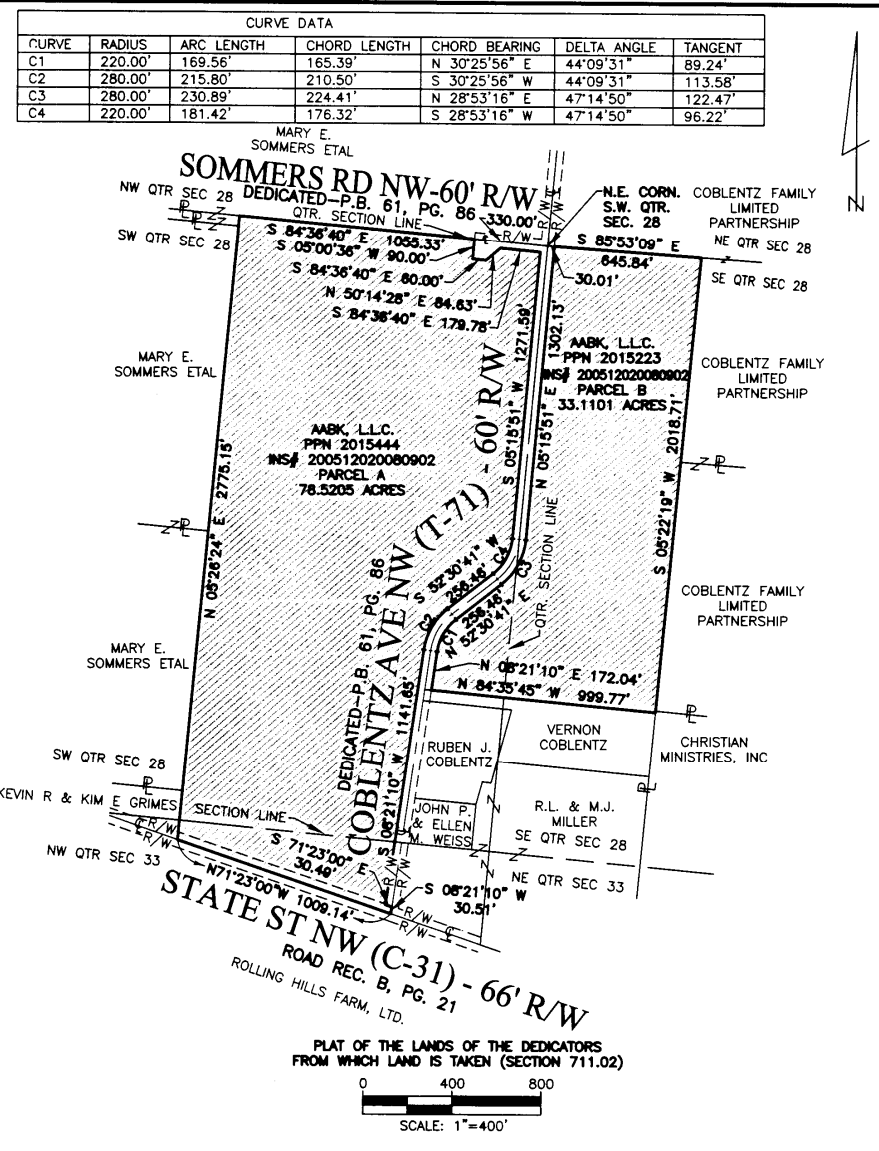 CURVE DATA
CURVE RADIUS ARC LENGTH CHORD LENGTH CHORD BEARING DELTA ANGLE TANGENT
C1 220.00' 169.56' 165.39' N 30°25'56" E 44°09'31" 89.24'
C2 280.00' 215.80' 210.50' S 30°25'56" W 44°09'31" 113.58'
C3 280.00' 230.89' 224.41' N 28°53'16" E 47°14'50" 122.47'
C4 220.00' 181.42' 176.32' S 28°53'16" W 47°14'50" 96.22'
N
MARY E.
SOMMERS ETAL
SOMMERS RD NW-60' R/W
DEDICATED-P.B. 61, PG. 86
NW QTR SEC 28
SW QTR SEC 28
QTR. SECTION LINE
330.00'
R/W
R/W
R/W
N.E. CORN.
S.W. QTR.
SEC. 28
COBLENTZ FAMILY
LIMITED
PARTNERSHIP
NE QTR SEC 28
SE QTR SEC 28
S 84°36'40" E 1055.33'
S 05°00'36" W 90.00'
S 84°36'40" E 60.00'
N 50°14'28" E 84.63'
S 84°36'40" E 179.78'
S 85°53'09" E
645.84'
30.01'
S 05°15'51" W 1271.59'
N 05°15'51" E 1302.13'
AABK, L.L.C.
PPN 2015223
INS# 200512020080902
PARCEL B
33.1101 ACRES
MARY E.
SOMMERS ETAL
COBLENTZ FAMILY
LIMITED
PARTNERSHIP
AABK, L.L.C.
PPN 2015444
INS# 200512020080902
PARCEL A
78.5205 ACRES
N 05°26'24" E 2775.15'
S 05°22'19" W 2018.71'
COBLENTZ AVE NW (T-71) - 60' R/W
DEDICATED-P.B. 61, PG. 86
QTR. SECTION LINE
S 52°30'41" W
256.46'
C4
C3
C2
C1
256.46'
N 52°30'41" E
COBLENTZ FAMILY
LIMITED
PARTNERSHIP
MARY E.
SOMMERS ETAL
N 08°21'10" E 172.04'
N 84°35'45" W 999.77'
S 08°21'10" W 1141.65'
RUBEN J.
COBLENTZ
VERNON
COBLENTZ
CHRISTIAN
MINISTRIES, INC
SW QTR SEC 28
KEVIN R & KIM E GRIMES
SECTION LINE
JOHN P.
& ELLEN
M. WEISS
R.L. & M.J.
MILLER
SE QTR SEC 28
NE QTR SEC 33
NW QTR SEC 33
R/W
R/W
S 71°23'00" E
30.49'
R/W
R/W
S 08°21'10" W
30.51'
N71°23'00"W 1009.14'
R/W
R/W
STATE ST NW (C-31) - 66' R/W
ROAD REC. B, PG. 21
ROLLING HILLS FARM, LTD.
PLAT OF THE LANDS OF THE DEDICATORS
FROM WHICH LAND IS TAKEN (SECTION 711.02)
0 400 800
SCALE: 1"=400'